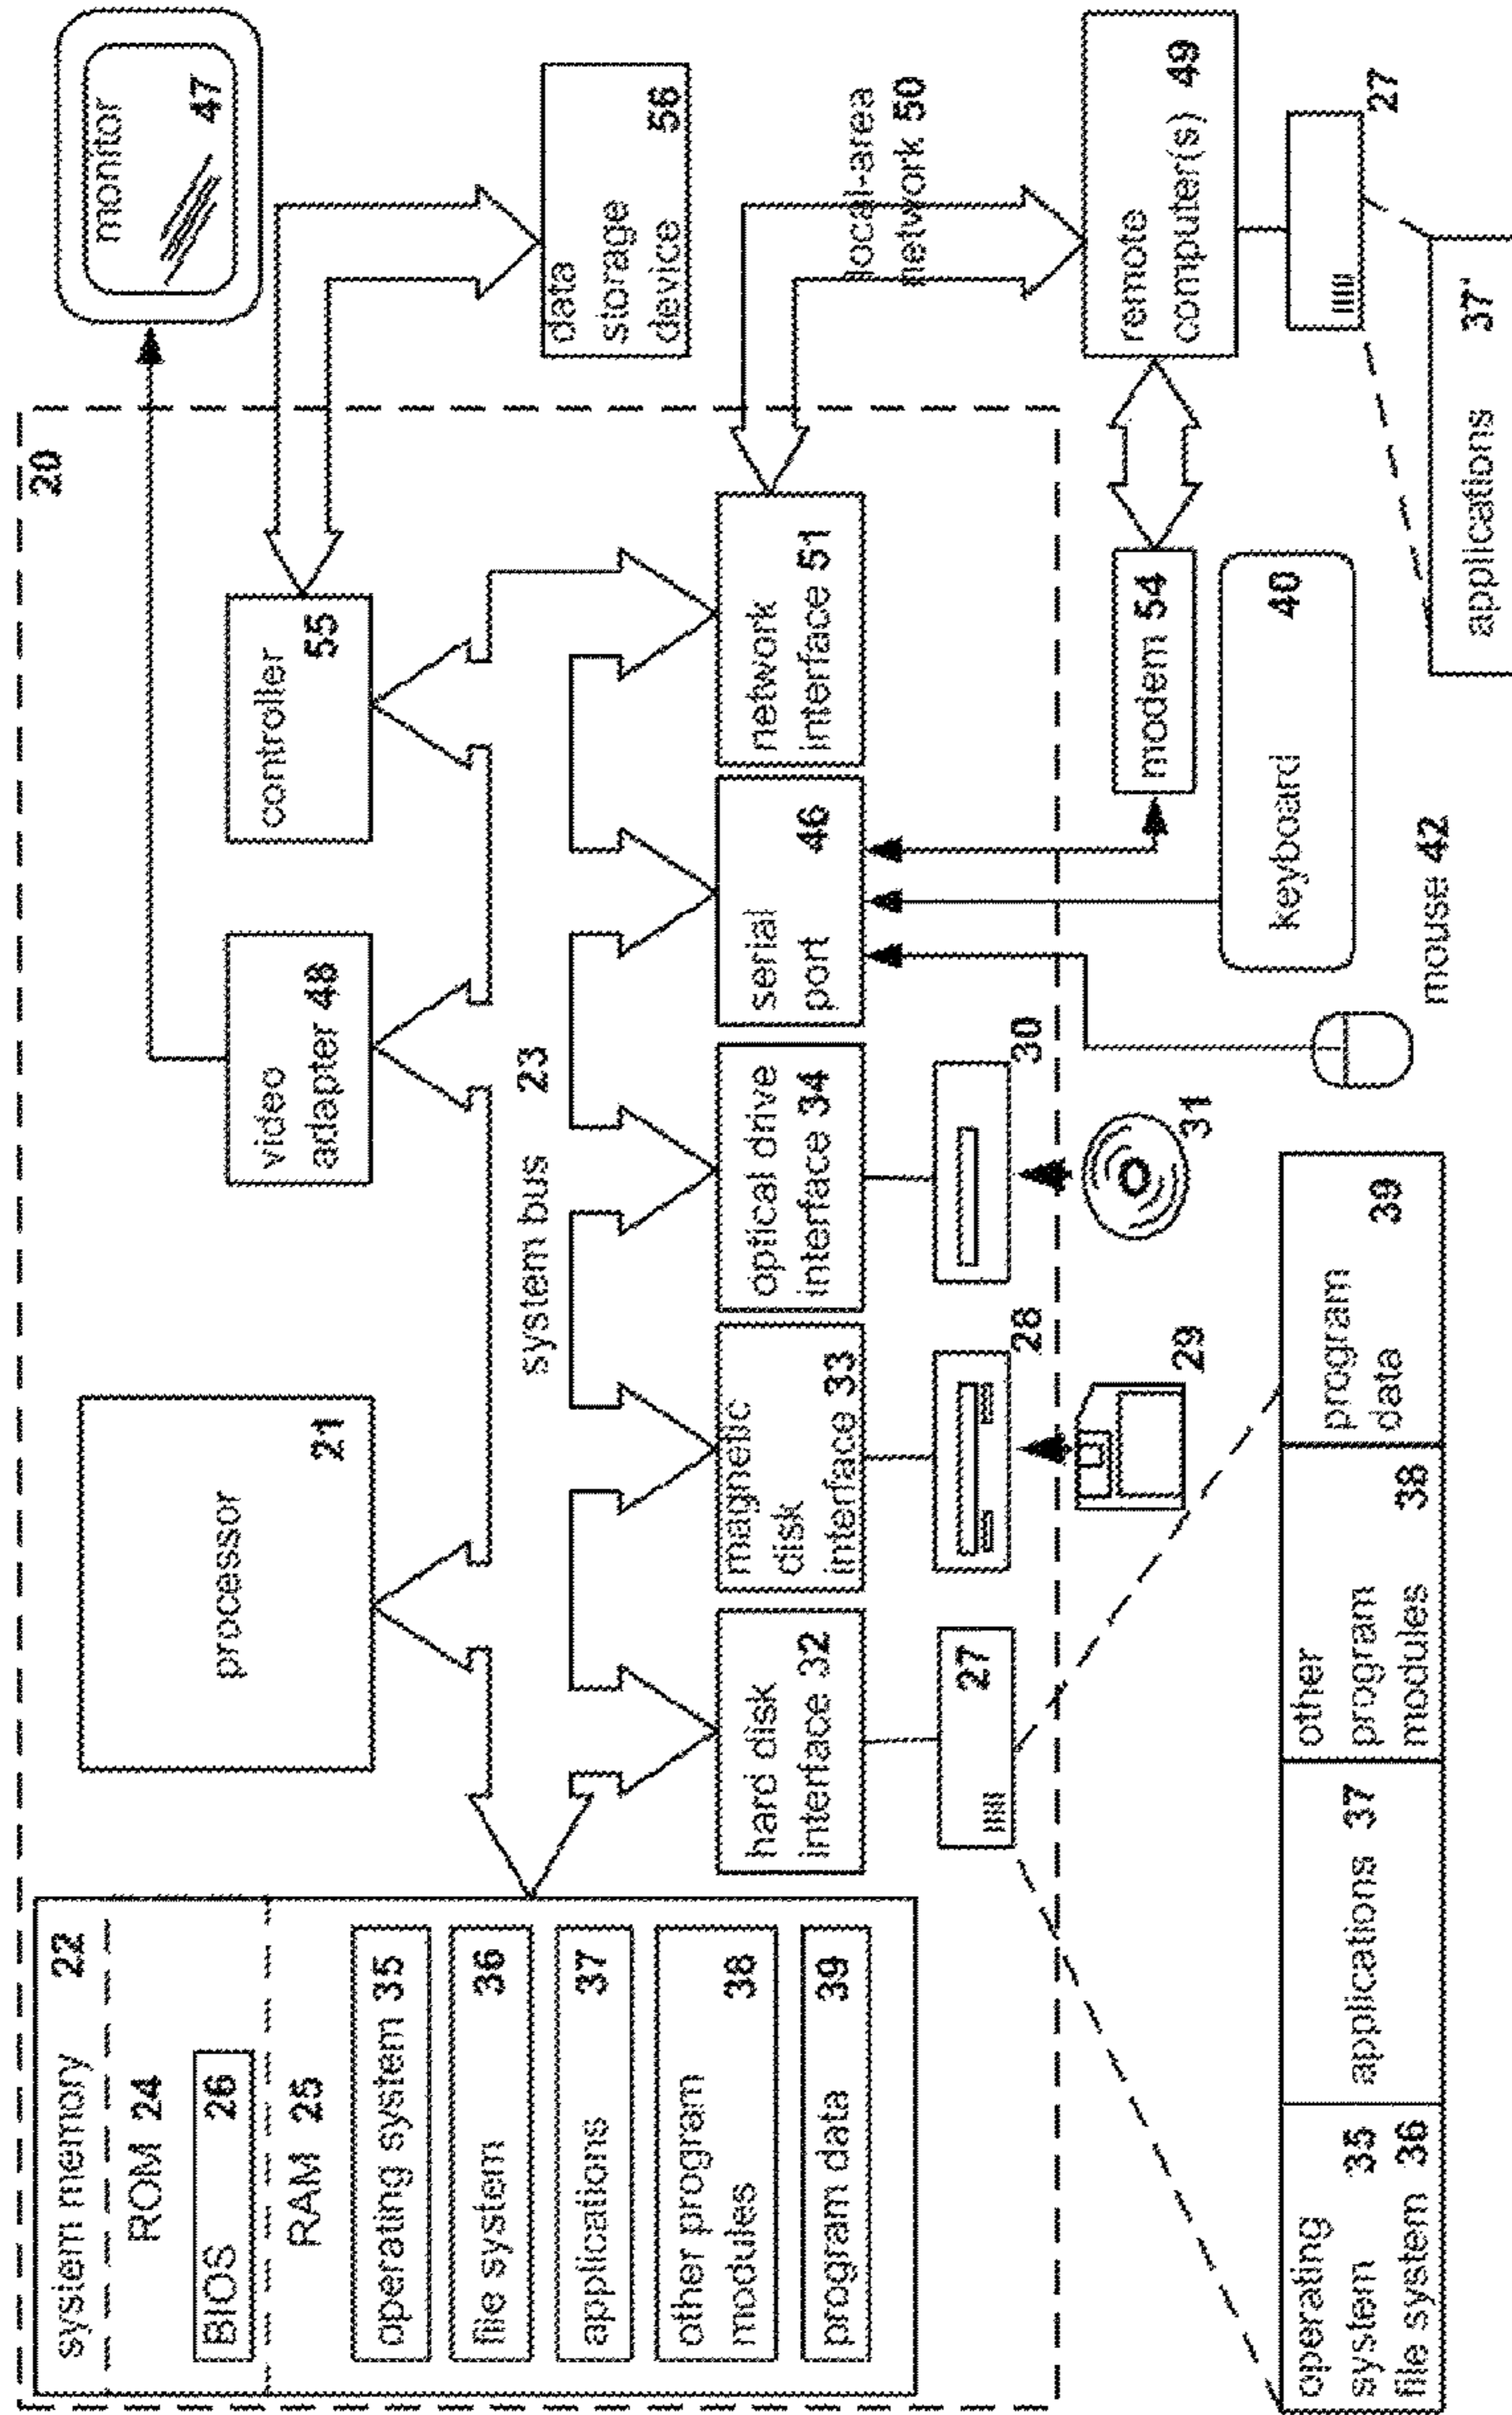 20
system memory 22
ROM 24
BIOS 26
RAM 25
operating system 35
file system 36
applications 37
other program
modules 38
program data 39
processor
21
video
adapter 48
controller
55
monitor
47
system bus 23
data
storage
device 56
hard disk
interface 32
magnetic
disk
interface 33
optical drive
interface 34
serial
port 46
network
interface 51
local-area
network 50
27
28
30
29
31
modem 54
remote
computer(s) 49
keyboard 40
mouse 42
27
applications 37'
operating
system 35
file system 36
applications 37
other
program
modules 38
program
data 39